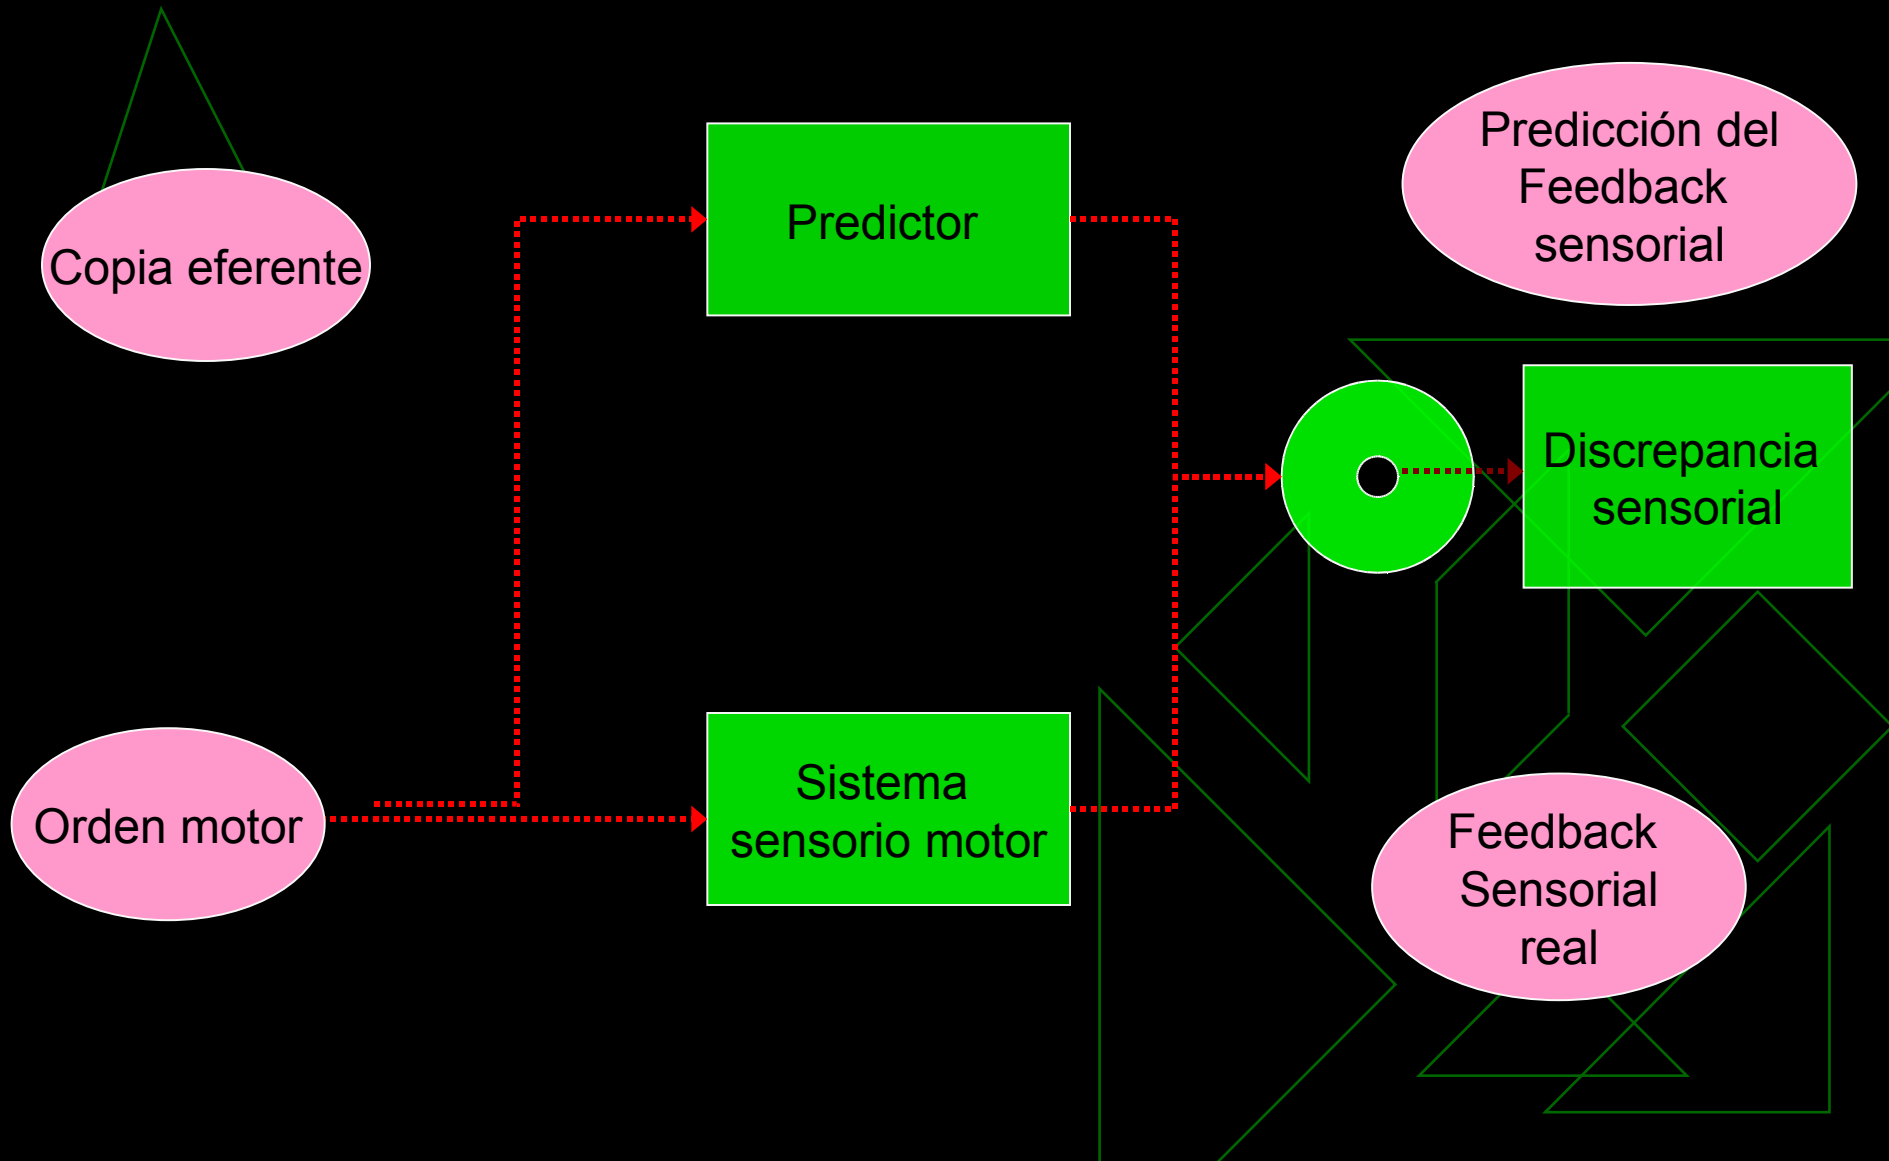 Copia eferente
Predictor
Predicción del
Feedback
sensorial
Discrepancia
sensorial
Orden motor
Sistema
sensorio motor
Feedback
Sensorial
real